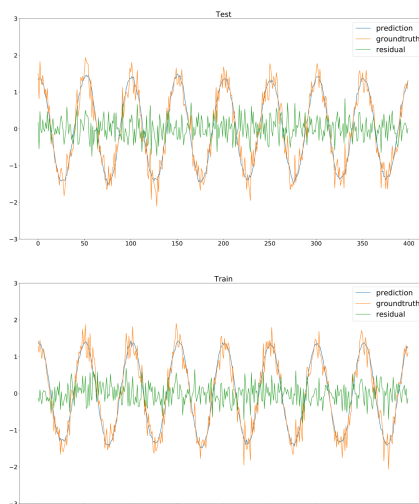 Test
prediction
groundtruth
residual
3
2
1
0
−1
−2
−3
0 50 100 150 200 250 300 350 400
Train
prediction
groundtruth
residual
3
2
1
0
−1
−2
−3